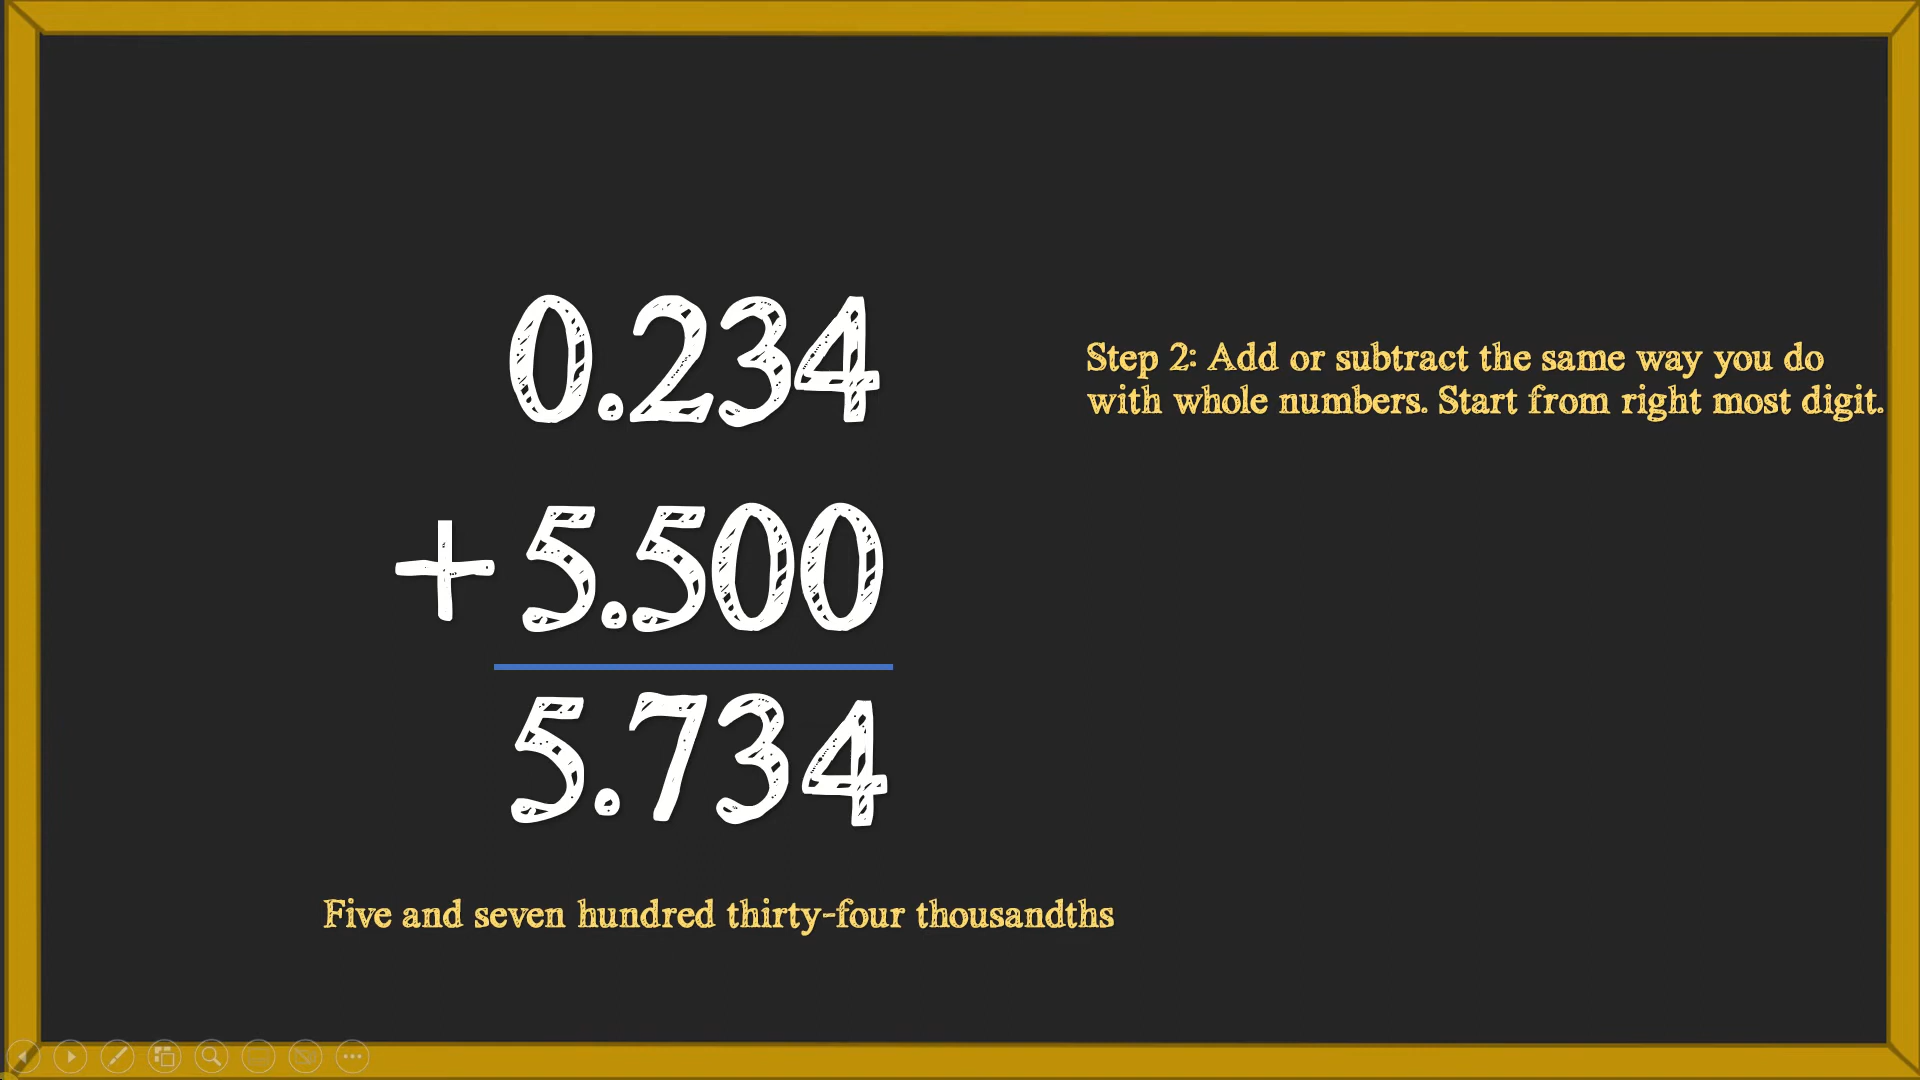 0.234
Step 2: Add or subtract the same way you do
with whole numbers. Start from right most digit.
+5.500
5.734
Five and seven hundred thirty-four thousandths